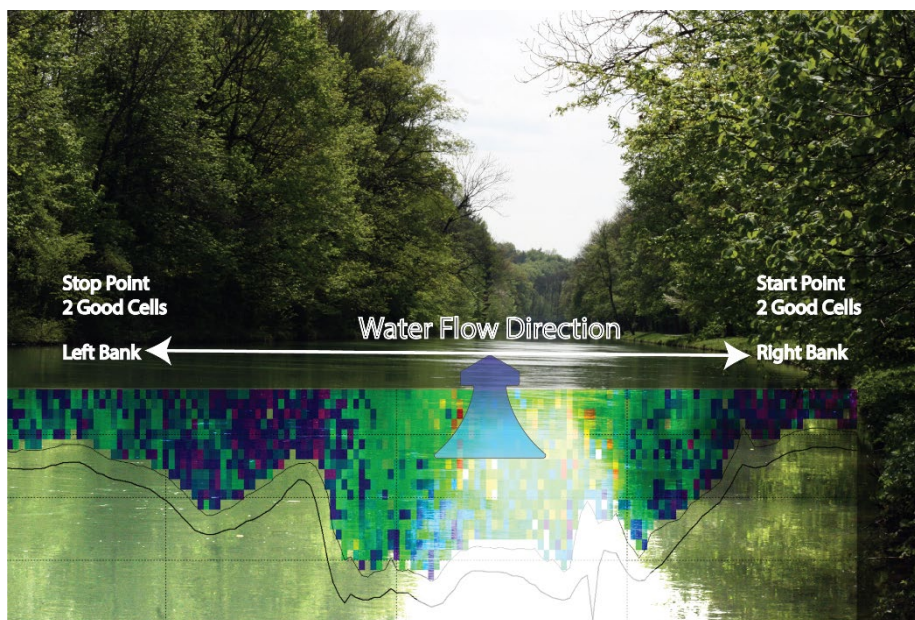 Stop Point
2 Good Cells
Start Point
2 Good Cells
Water Flow Direction
Left Bank
Right Bank